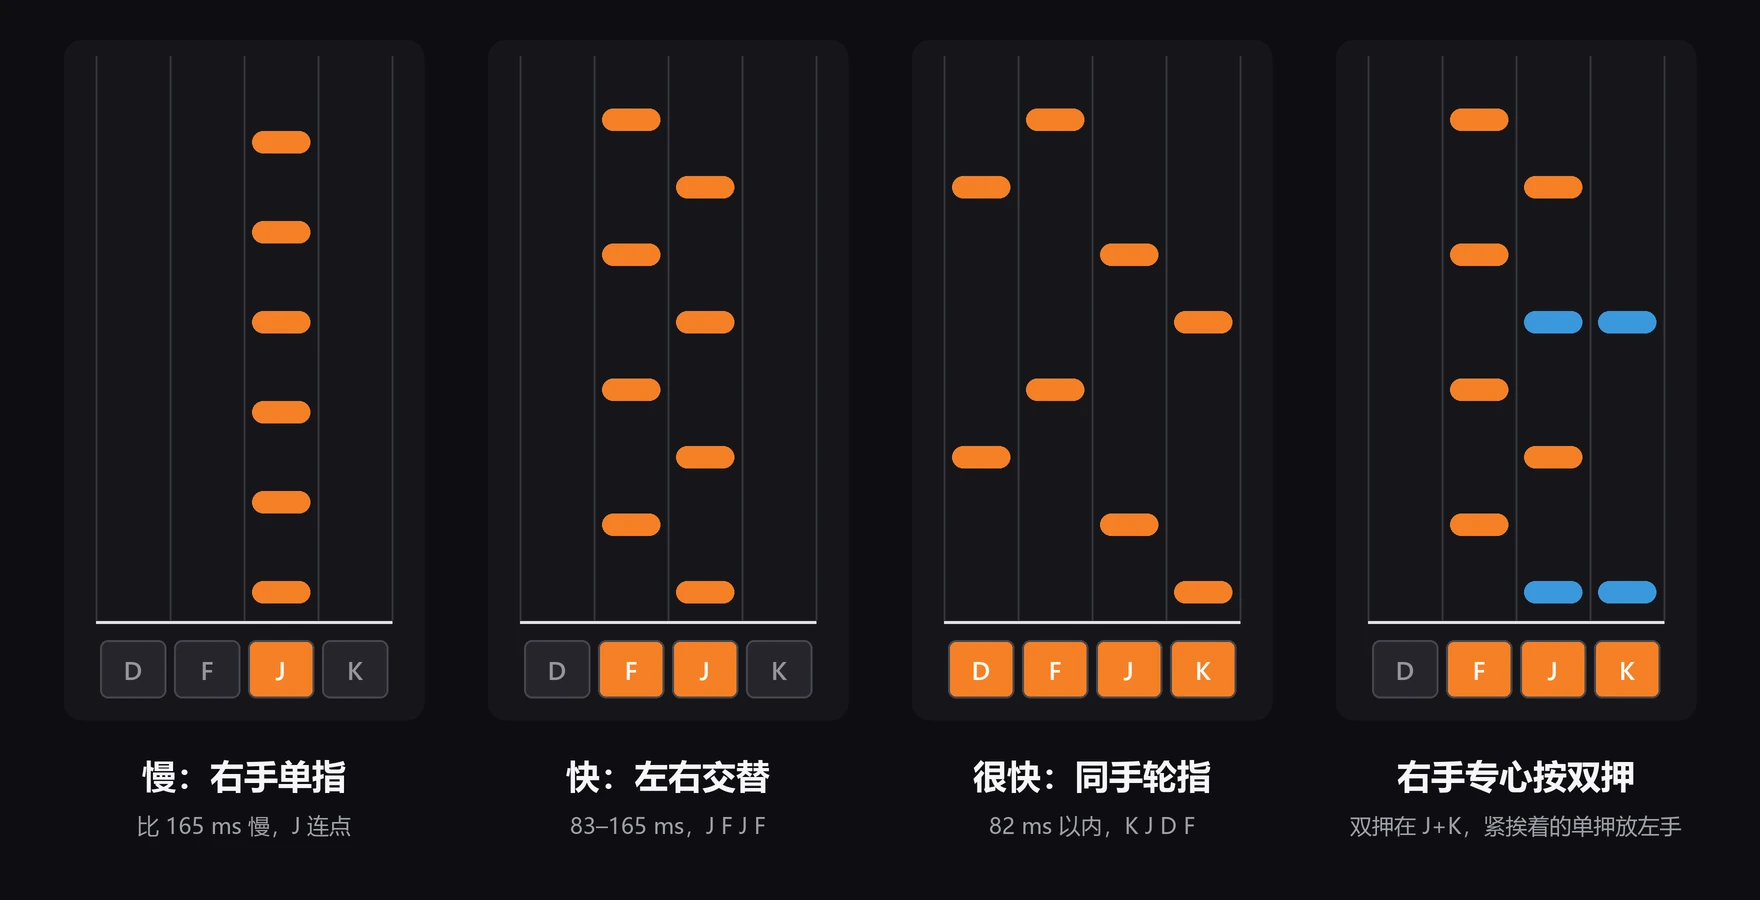 D F J K
D F J K
D F J K
D F J K
慢：右手单指
比 165 ms 慢，J 连点
快：左右交替
83–165 ms，J F J F
很快：同手轮指
82 ms 以内，K J D F
右手专心按双押
双押在 J+K，紧挨着的单押放左手